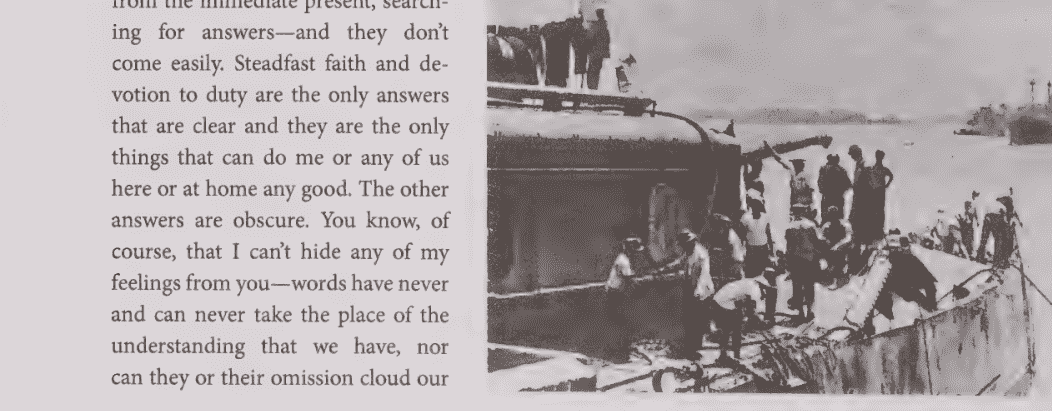 from the immediate present, search-
ing for answers—and they don't
come easily. Steadfast faith and de-
votion to duty are the only answers
that are clear and they are the only
things that can do me or any of us
here or at home any good. The other
answers are obscure. You know, of
course, that I can't hide any of my
feelings from you—words have never
and can never take the place of the
understanding that we have, nor
can they or their omission cloud our